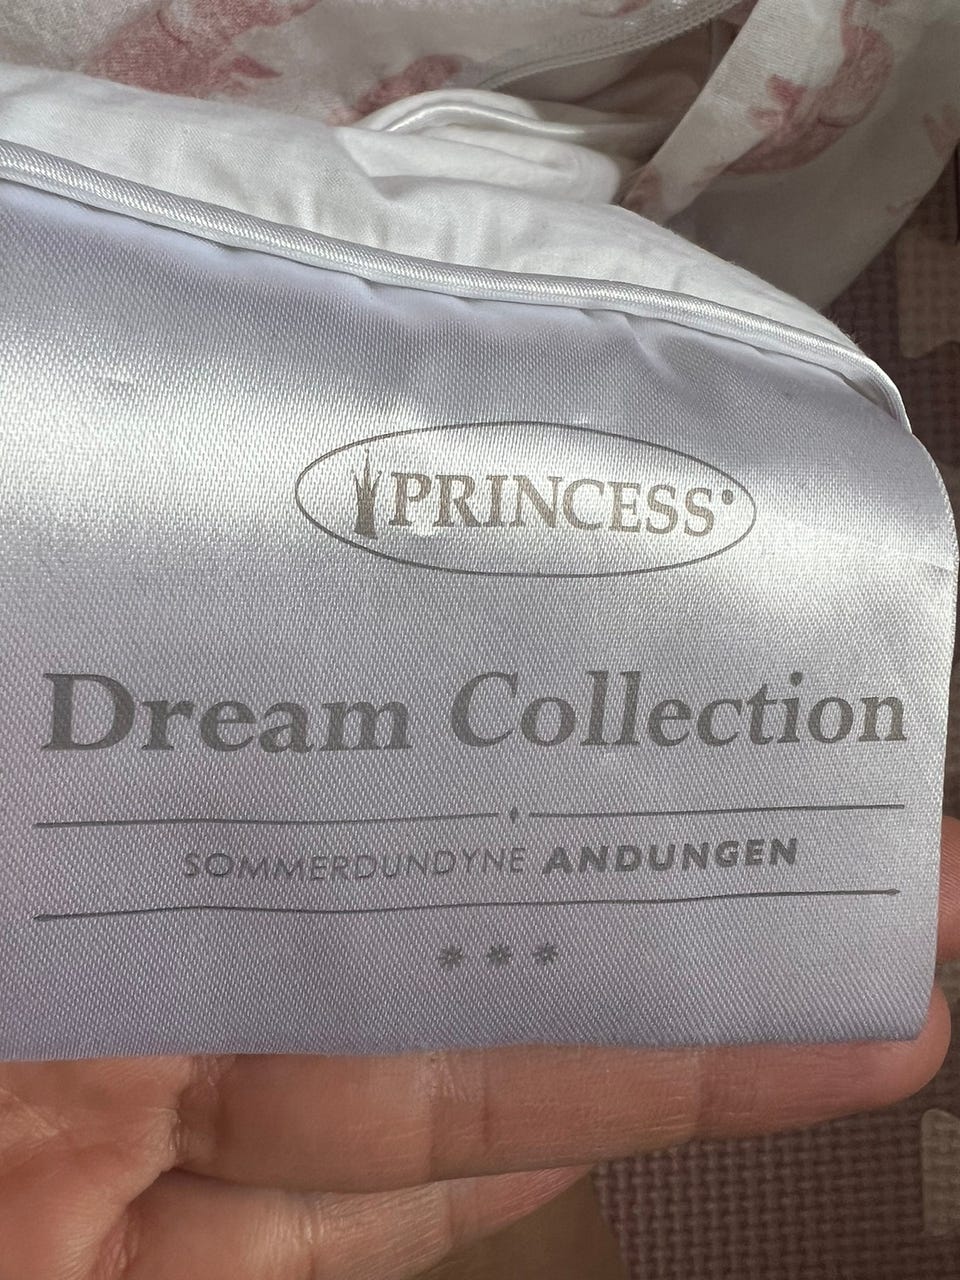 PRINCESS®
Dream Collection
SOMMERDUNDYNE ANDUNGEN
* * *